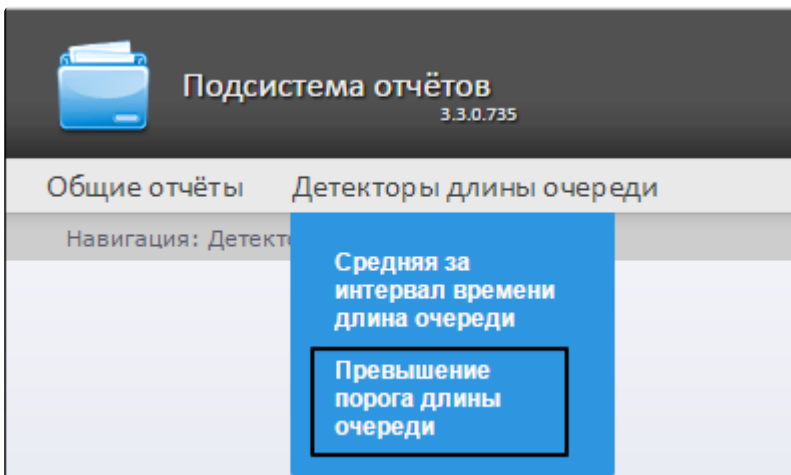 Подсистема отчётов
3.3.0.735
Общие отчёты Детекторы длины очереди
Навигация: Детект
Средняя за
интервал времени
длина очереди
Превышение
порога длины
очереди